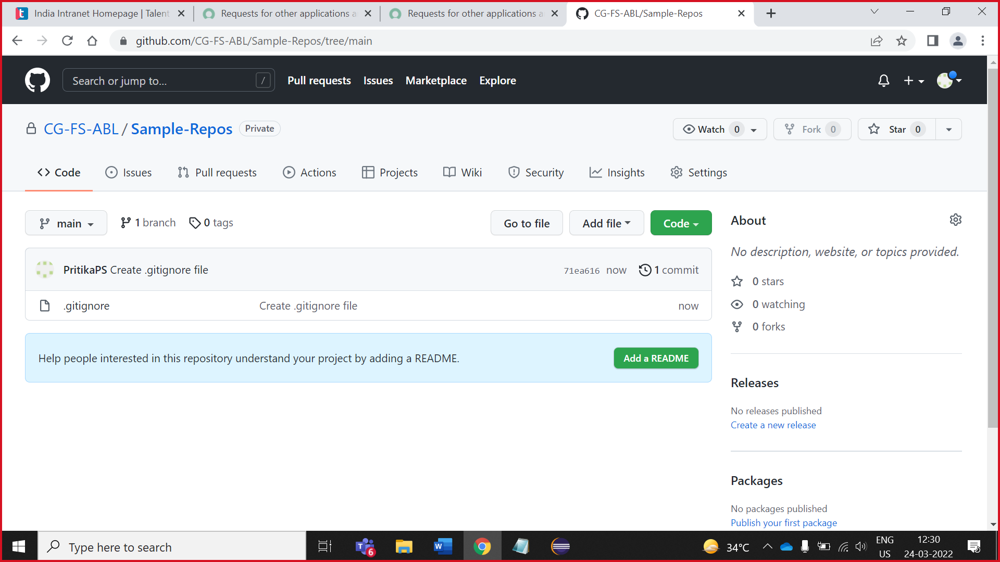 India Intranet Homepage | Talent
Requests for other applications a
Requests for other applications a
CG-FS-ABL/Sample-Repos
github.com/CG-FS-ABL/Sample-Repos/tree/main
Search or jump to... /
Pull requests Issues Marketplace Explore
CG-FS-ABL / Sample-Repos Private
Watch 0 Fork 0 Star 0
Code Issues Pull requests Actions Projects Wiki Security Insights Settings
main 1 branch 0 tags Go to file Add file Code
PritikaPS Create .gitignore file 71ea616 now 1 commit
.gitignore Create .gitignore file now
Help people interested in this repository understand your project by adding a README. Add a README
About
No description, website, or topics provided.
0 stars
0 watching
0 forks
Releases
No releases published
Create a new release
Packages
No packages published
Publish your first package
Type here to search
6
34°C
ENG
US
12:30
24-03-2022